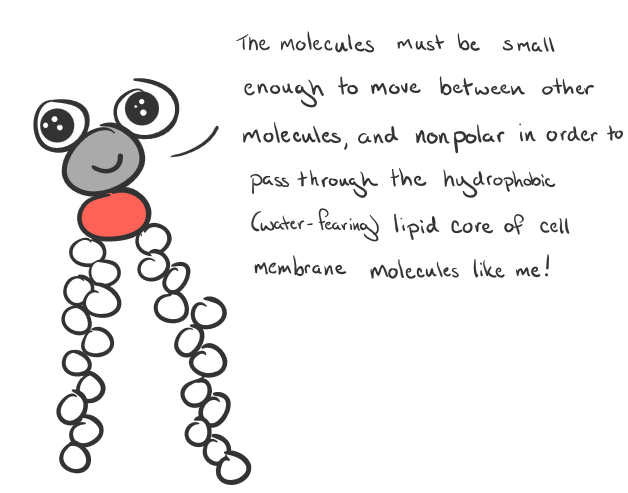 The molecules must be small
enough to move between other
molecules, and nonpolar in order to
pass through the hydrophobic
(water-fearing) lipid core of cell
membrane molecules like me!